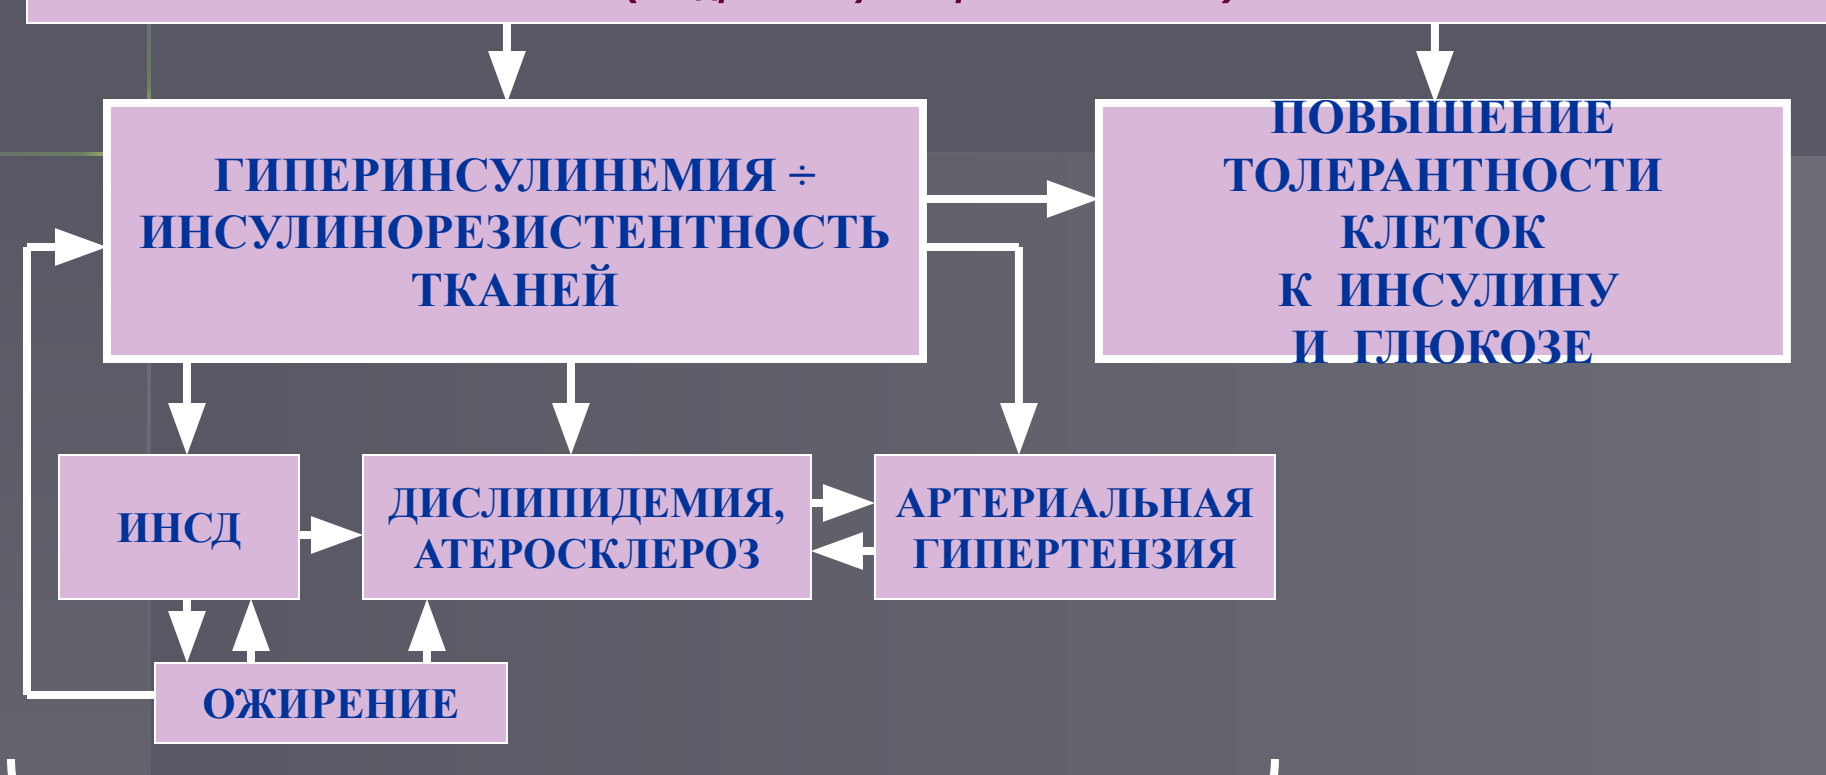 ГИПЕРИНСУЛИНЕМИЯ ÷
ИНСУЛИНОРЕЗИСТЕНТНОСТЬ
ТКАНЕЙ
ПОВЫШЕНИЕ
ТОЛЕРАНТНОСТИ
КЛЕТОК
К ИНСУЛИНУ
И ГЛЮКОЗЕ
ИНСД
ДИСЛИПИДЕМИЯ,
АТЕРОСКЛЕРОЗ
АРТЕРИАЛЬНАЯ
ГИПЕРТЕНЗИЯ
ОЖИРЕНИЕ